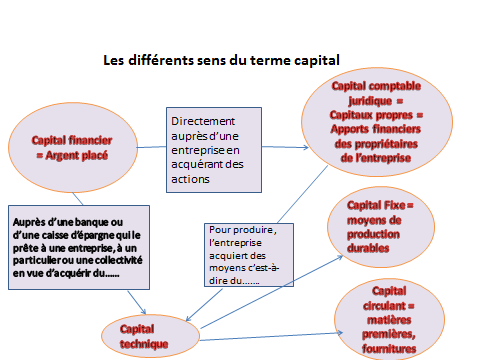 Les différents sens du terme capital
Capital financier
= Argent placé
Directement
auprès d'une
entreprise en
acquérant des
actions
Capital comptable
juridique =
Capitaux propres =
Apports financiers
des propriétaires
de l'entreprise
Auprès d'une banque ou
d'une caisse d'épargne qui le
prête à une entreprise, à un
particulier ou une collectivité
en vue d'acquérir du......
Pour produire,
l'entreprise
acquiert des
moyens c'est-à-
dire du.......
Capital Fixe =
moyens de
production
durables
Capital
technique
Capital
circulant =
matières
premières,
fournitures